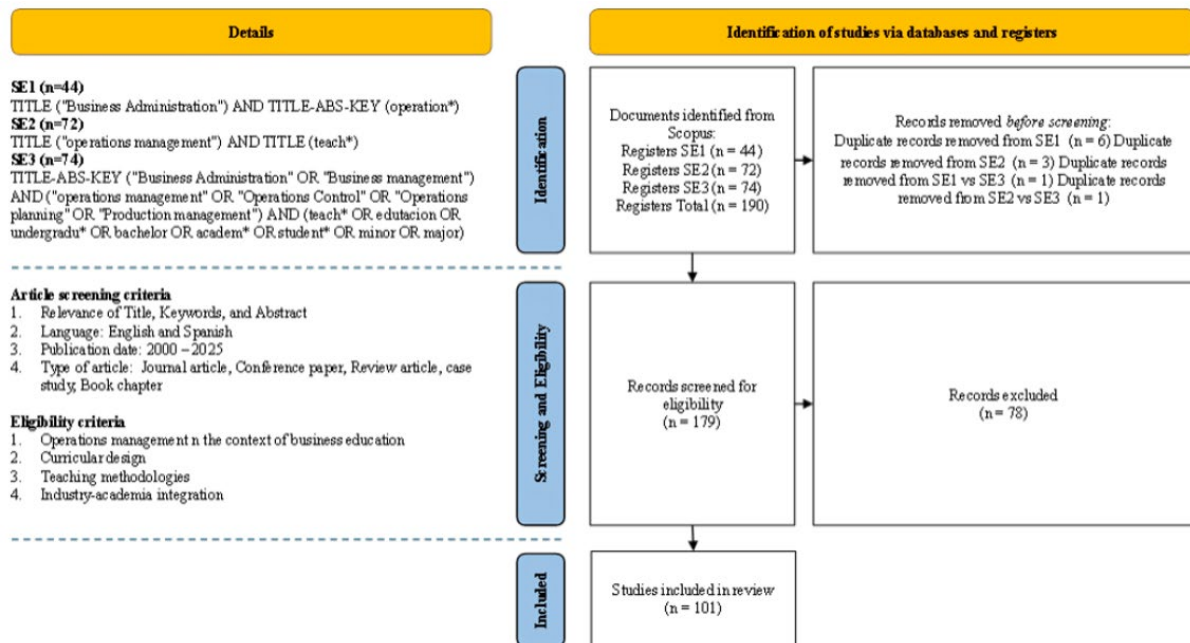 Details
Identification of studies via databases and registers
SE1 (n=44)
TITLE ("Business Administration") AND TITLE-ABS-KEY (operation*)
SE2 (n=72)
TITLE ("operations management") AND TITLE (teach*)
SE3 (n=74)
TITLE-ABS-KEY ("Business Administration" OR "Business management")
AND ("operations management" OR "Operations Control" OR "Operations
planning" OR "Production management") AND (teach* OR edutacion OR
undergradu* OR bachelor OR academ* OR student* OR minor OR major)
Identification
Documents identified from
Scopus:
Registers SE1 (n = 44)
Registers SE2 (n = 72)
Registers SE3 (n = 74)
Registers Total (n = 190)
Records removed before screening:
Duplicate records removed from SE1 (n = 6) Duplicate
records removed from SE2 (n = 3) Duplicate records
removed from SE1 vs SE3 (n = 1) Duplicate records
removed from SE2 vs SE3 (n = 1)
Article screening criteria
1. Relevance of Title, Keywords, and Abstract
2. Language: English and Spanish
3. Publication date: 2000 – 2025
4. Type of article: Journal article, Conference paper, Review article, case
study, Book chapter
Eligibility criteria
1. Operations management n the context of business education
2. Curricular design
3. Teaching methodologies
4. Industry-academia integration
Screening and Eligibility
Records screened for
eligibility
(n = 179)
Records excluded
(n = 78)
Included
Studies included in review
(n = 101)